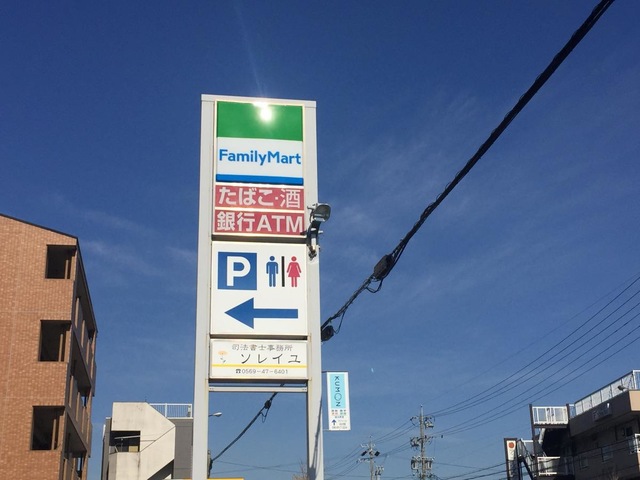 FamilyMart
たばこ・酒
銀行ATM
P
司法書士事務所
ソレイユ
☎0569-47-6401
KUMON